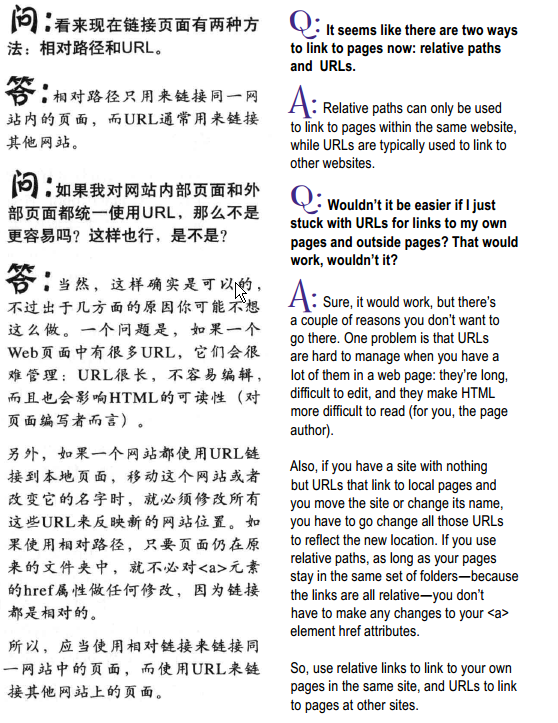 问：看来现在链接页面有两种方
法：相对路径和URL。
答：相对路径只用来链接同一网
站内的页面，而URL通常用来链接
其他网站。
问：如果我对网站内部页面和外
部页面都统一使用URL，那么不是
更容易吗？这样也行，是不是？
答：当然，这样确实是可以的，
不过出于几方面的原因你可能不想
这么做。一个问题是，如果一个
Web页面中有很多URL，它们会很
难管理：URL很长，不容易编辑，
而且也会影响HTML的可读性（对
页面编写者而言）。
另外，如果一个网站都使用URL链
接到本地页面，移动这个网站或者
改变它的名字时，就必须修改所有
这些URL来反映新的网站位置。如
果使用相对路径，只要页面仍在原
来的文件夹中，就不必对<a>元素
的href属性做任何修改，因为链接
都是相对的。
所以，应当使用相对链接来链接同
一网站中的页面，而使用URL来链
接其他网站上的页面。
Q: It seems like there are two ways
to link to pages now: relative paths
and URLs.
A: Relative paths can only be used
to link to pages within the same website,
while URLs are typically used to link to
other websites.
Q: Wouldn’t it be easier if I just
stuck with URLs for links to my own
pages and outside pages? That would
work, wouldn’t it?
A: Sure, it would work, but there’s
a couple of reasons you don’t want to
go there. One problem is that URLs
are hard to manage when you have a
lot of them in a web page: they’re long,
difficult to edit, and they make HTML
more difficult to read (for you, the page
author).
Also, if you have a site with nothing
but URLs that link to local pages and
you move the site or change its name,
you have to go change all those URLs
to reflect the new location. If you use
relative paths, as long as your pages
stay in the same set of folders—because
the links are all relative—you don’t
have to make any changes to your <a>
element href attributes.
So, use relative links to link to your own
pages in the same site, and URLs to link
to pages at other sites.